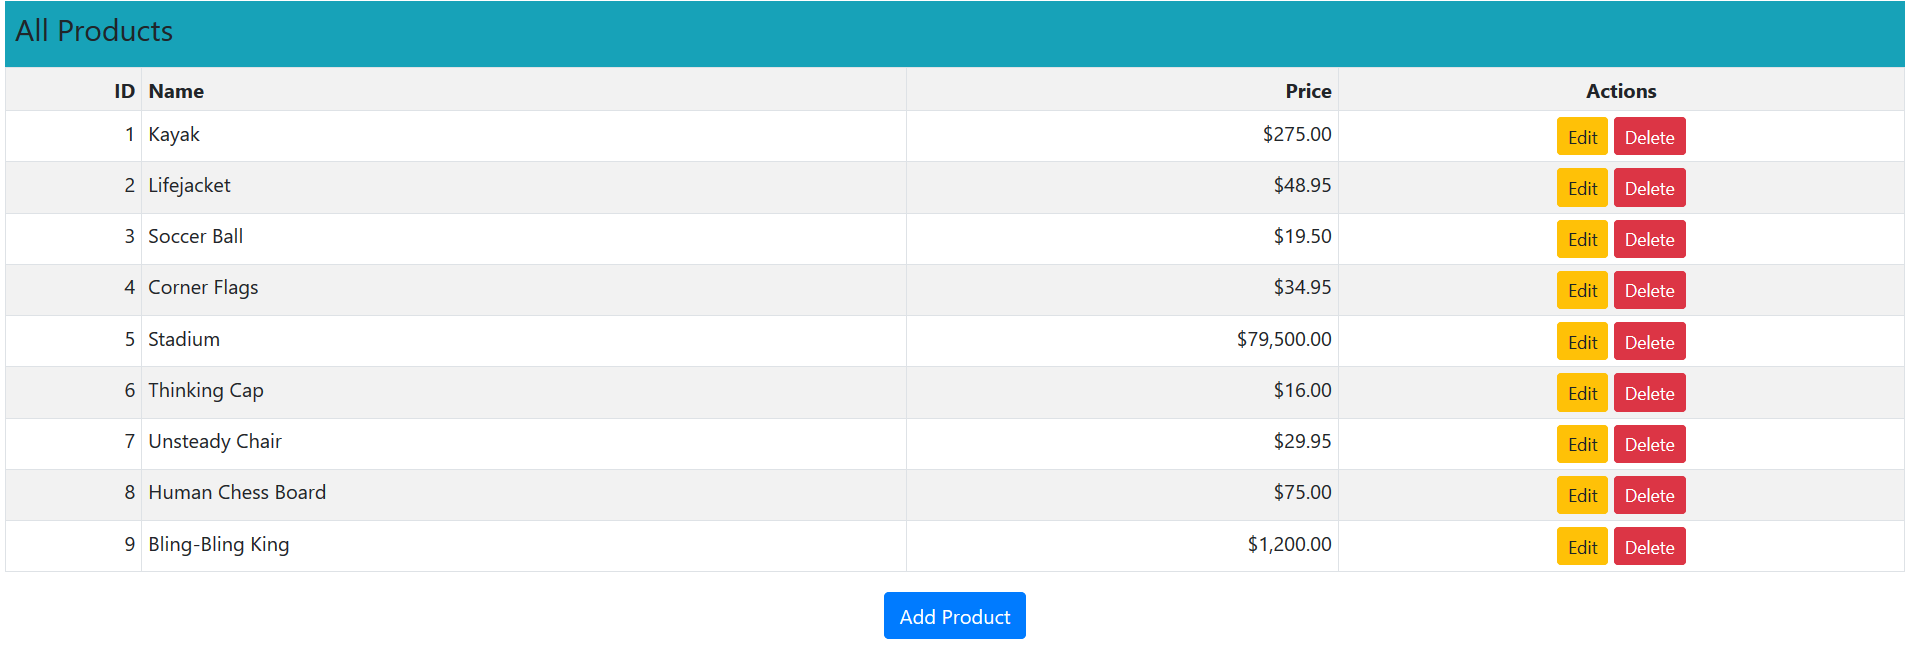 All Products
ID Name Price Actions
1 Kayak $275.00 Edit Delete
2 Lifejacket $48.95 Edit Delete
3 Soccer Ball $19.50 Edit Delete
4 Corner Flags $34.95 Edit Delete
5 Stadium $79,500.00 Edit Delete
6 Thinking Cap $16.00 Edit Delete
7 Unsteady Chair $29.95 Edit Delete
8 Human Chess Board $75.00 Edit Delete
9 Bling-Bling King $1,200.00 Edit Delete
Add Product